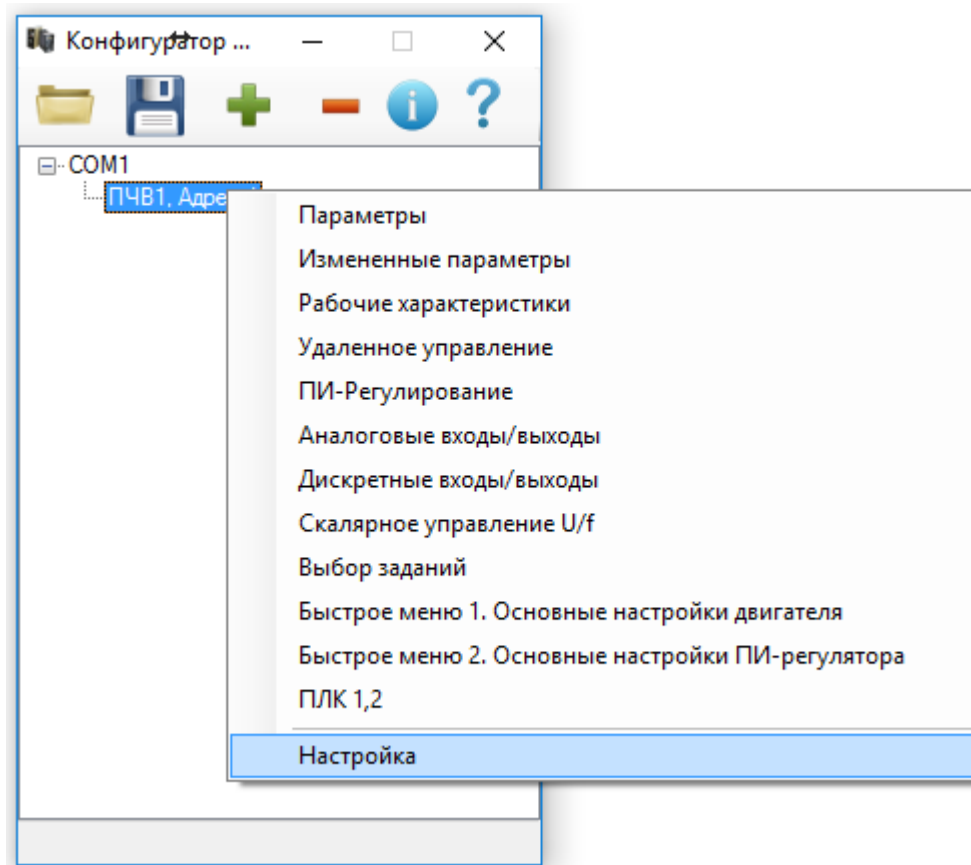 Конфигуратор ...
COM1
ПЧВ1, Адре
Параметры
Измененные параметры
Рабочие характеристики
Удаленное управление
ПИ-Регулирование
Аналоговые входы/выходы
Дискретные входы/выходы
Скалярное управление U/f
Выбор заданий
Быстрое меню 1. Основные настройки двигателя
Быстрое меню 2. Основные настройки ПИ-регулятора
ПЛК 1,2
Настройка